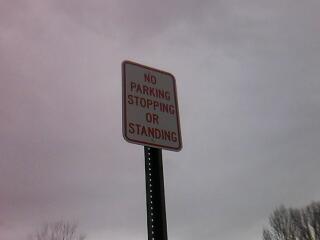 NO
PARKING
STOPPING
OR
STANDING